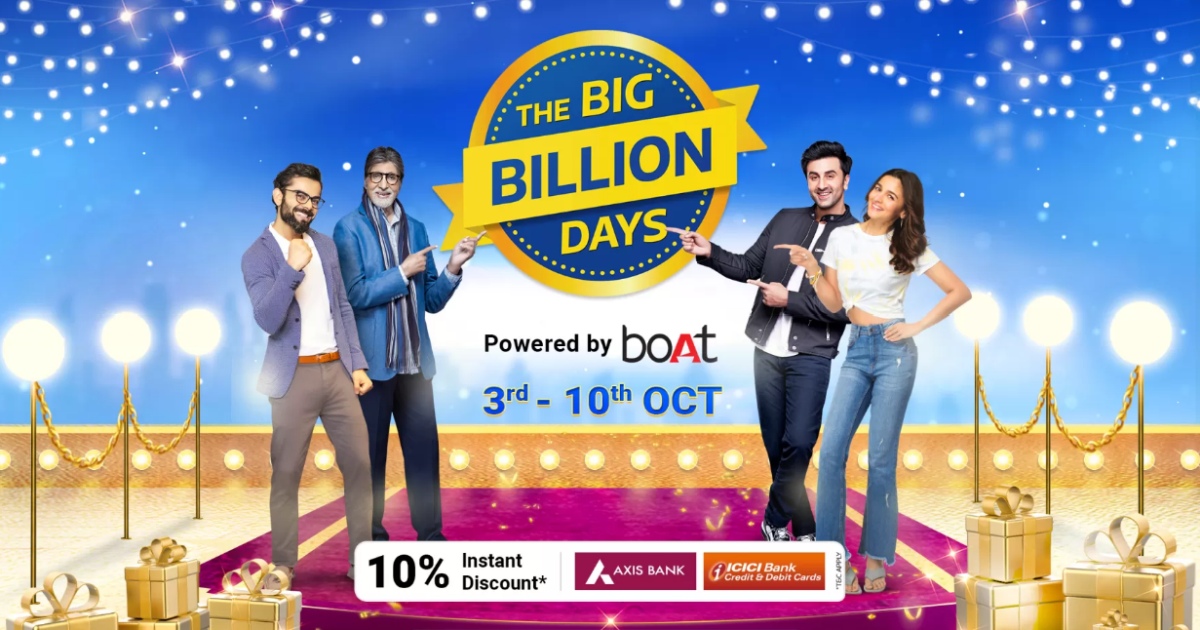 THE BIG
BILLION
DAYS
Powered by boAt
3rd - 10th OCT
10% Instant
Discount*
AXIS BANK
ICICI Bank
Credit & Debit Cards
*T&C APPLY